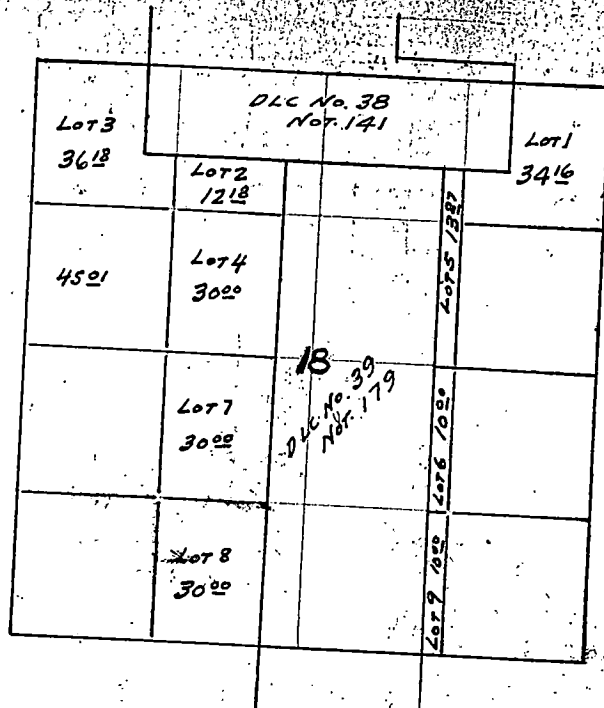 DLC No. 38
Not. 141
Lot 3
36 18
Lot 1
34 16
Lot 2
12 18
Lot 5 13 87
Lot 4
30 00
45 01
18
DLC. No. 39
Not. 179
Lot 7
30 00
Lot 6 10 00
Lot 8
30 00
Lot 9 10 00